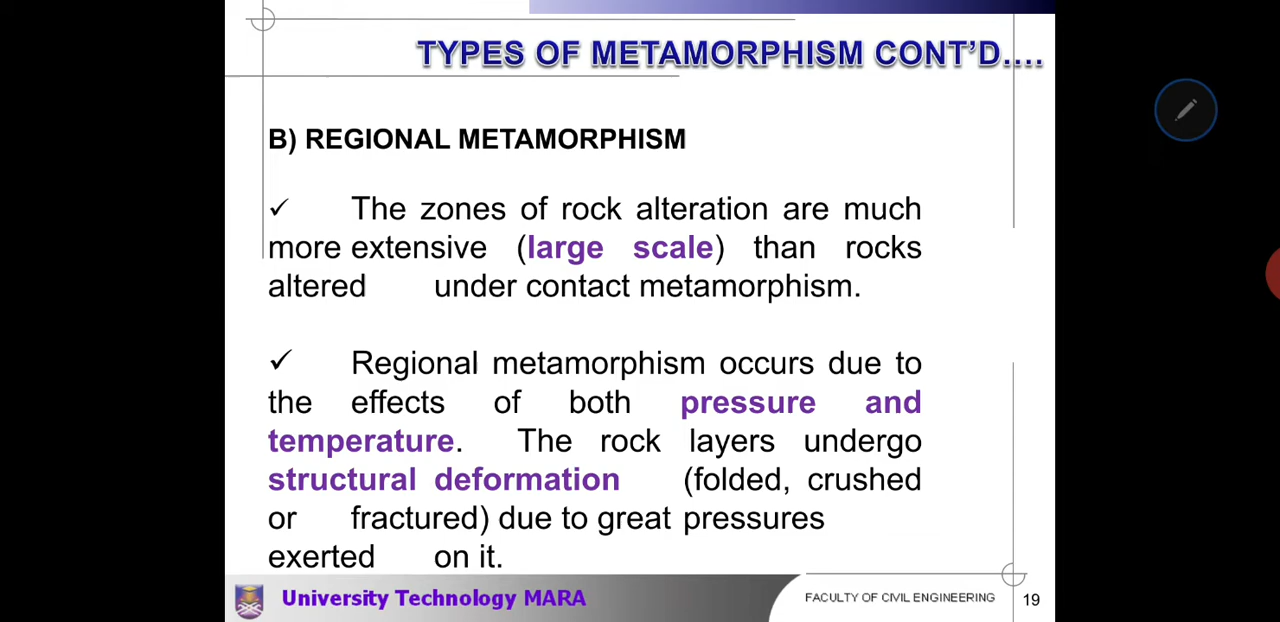 TYPES OF METAMORPHISM CONT’D....
B) REGIONAL METAMORPHISM
✓ The zones of rock alteration are much
more extensive (large scale) than rocks
altered under contact metamorphism.
✓ Regional metamorphism occurs due to
the effects of both pressure and
temperature. The rock layers undergo
structural deformation (folded, crushed
or fractured) due to great pressures
exerted on it.
University Technology MARA
FACULTY OF CIVIL ENGINEERING
19